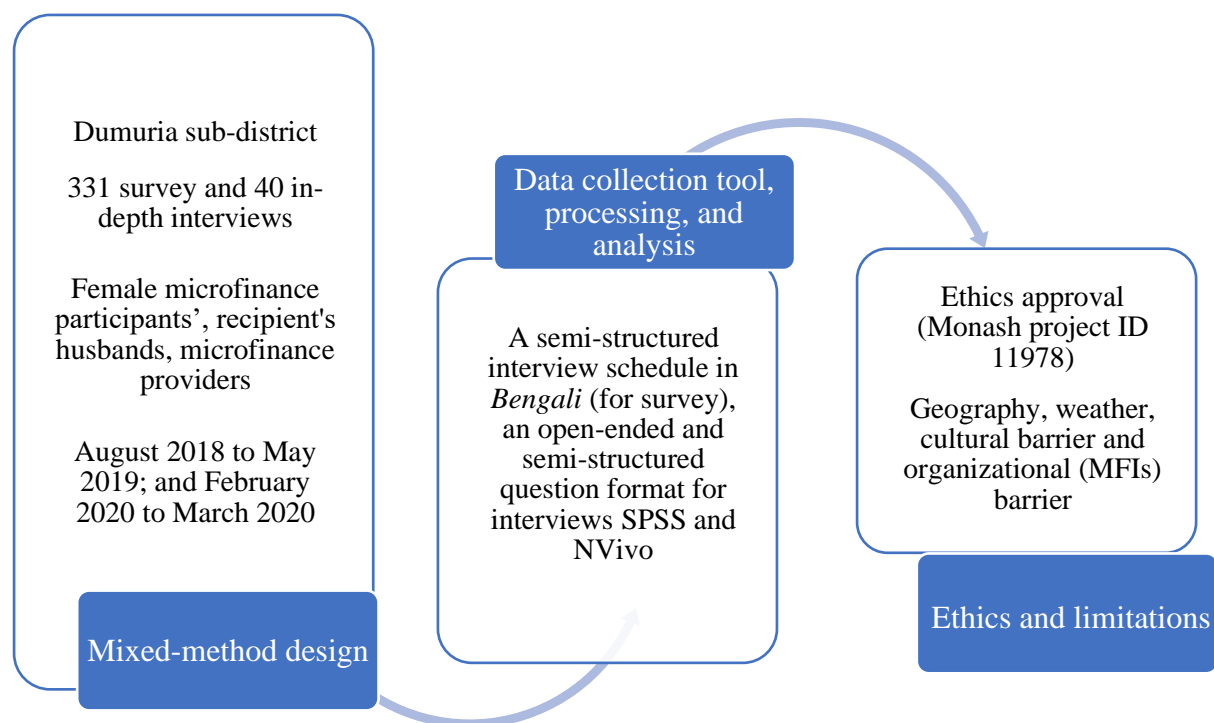 Dumuria sub-district
331 survey and 40 in-
depth interviews
Female microfinance
participants’, recipient's
husbands, microfinance
providers
August 2018 to May
2019; and February
2020 to March 2020
Mixed-method design
Data collection tool,
processing, and
analysis
A semi-structured
interview schedule in
Bengali (for survey),
an open-ended and
semi-structured
question format for
interviews SPSS and
NVivo
Ethics approval
(Monash project ID
11978)
Geography, weather,
cultural barrier and
organizational (MFIs)
barrier
Ethics and limitations